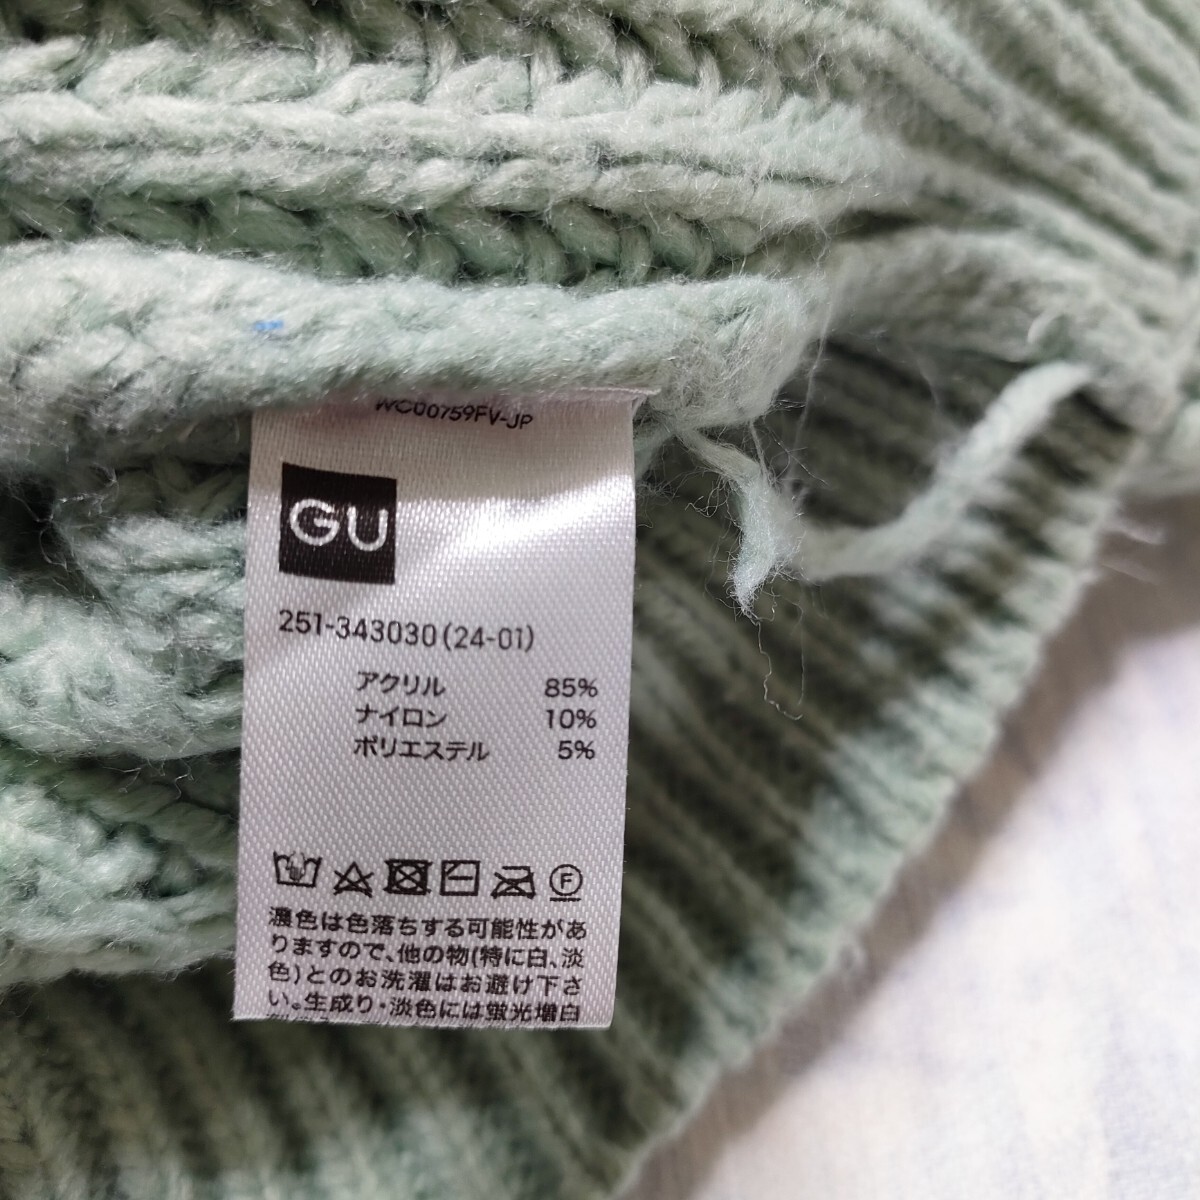 WC00759FV-JP
GU
251-343030(24-01)
アクリル 85%
ナイロン 10%
ポリエステル 5%
F
濃色は色落ちする可能性があ
りますので、他の物(特に白、淡
色)とのお洗濯はお避け下さ
い。生成り・淡色には蛍光増白